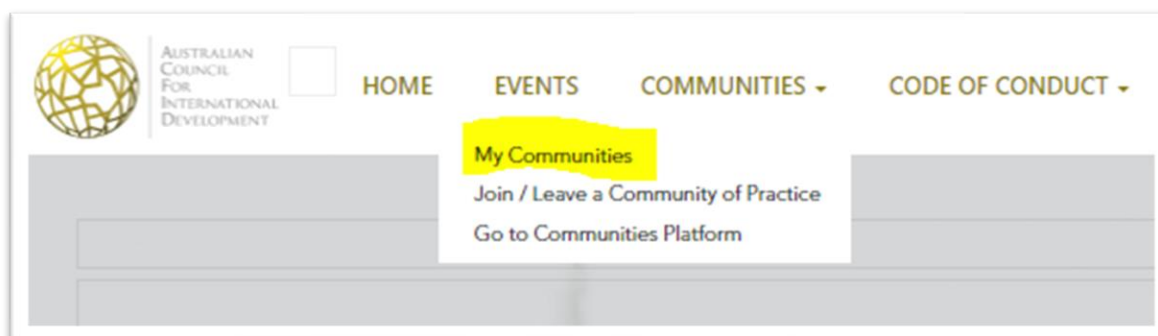 AUSTRALIAN
COUNCIL
FOR
INTERNATIONAL
DEVELOPMENT
HOME EVENTS COMMUNITIES CODE OF CONDUCT
My Communities
Join / Leave a Community of Practice
Go to Communities Platform